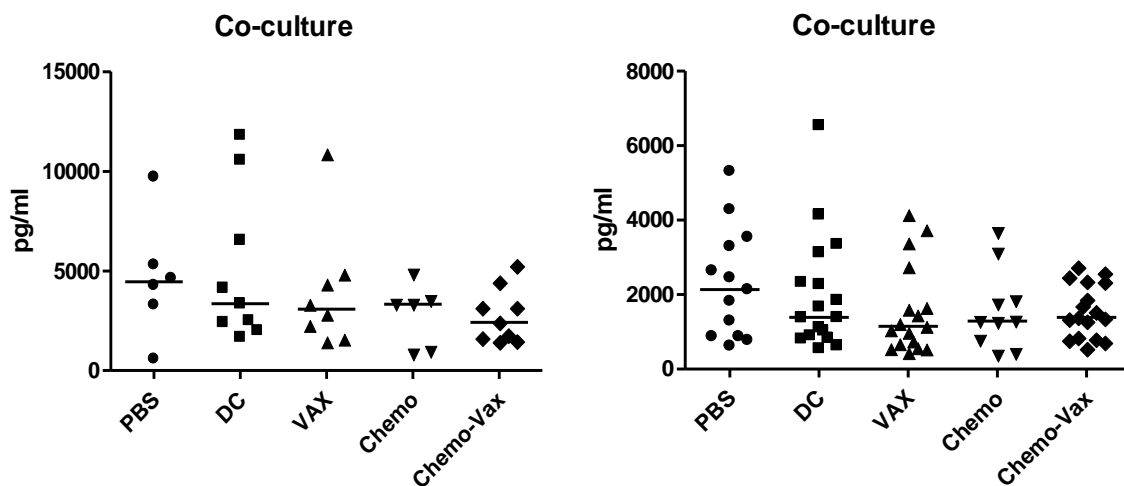 Co-culture
pg/ml
15000
10000
5000
0
PBS
DC
VAX
Chemo
Chemo-Vax
Co-culture
pg/ml
8000
6000
4000
2000
0
PBS
DC
VAX
Chemo
Chemo-Vax